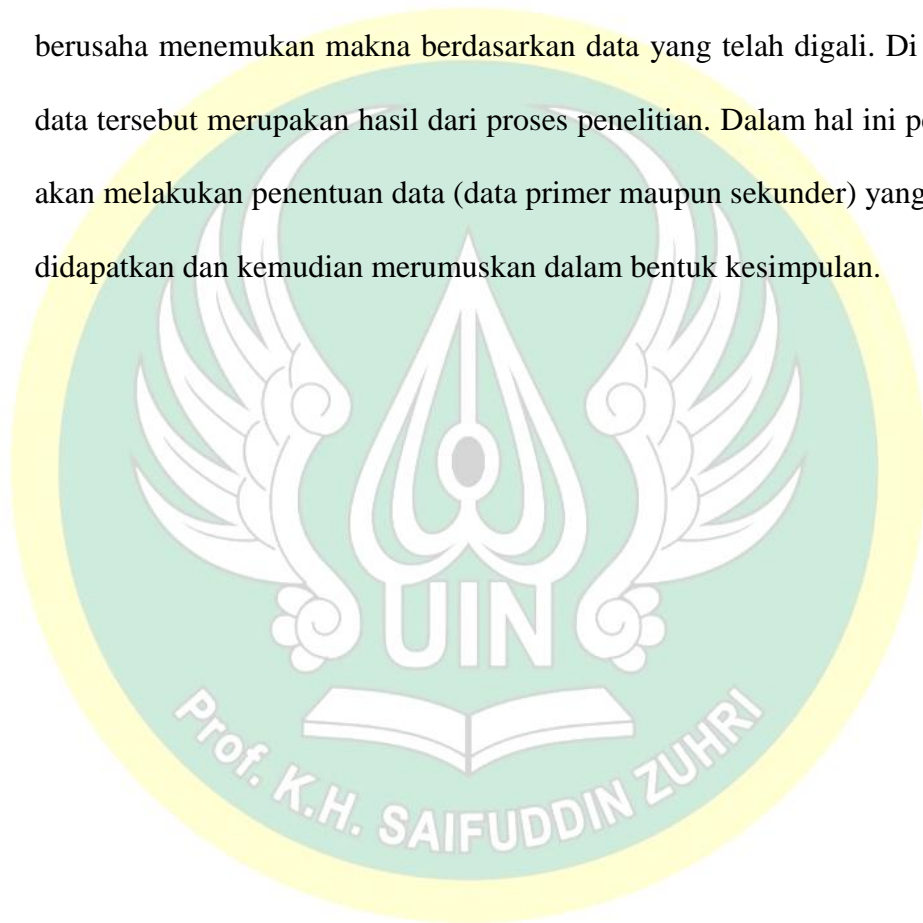 berusaha menemukan makna berdasarkan data yang telah digali. Di
data tersebut merupakan hasil dari proses penelitian. Dalam hal ini
akan melakukan penentuan data (data primer maupun sekunder) yang
didapatkan dan kemudian merumuskan dalam bentuk kesimpulan.
UIN
Prof. K.H. SAIFUDDIN ZUHRI